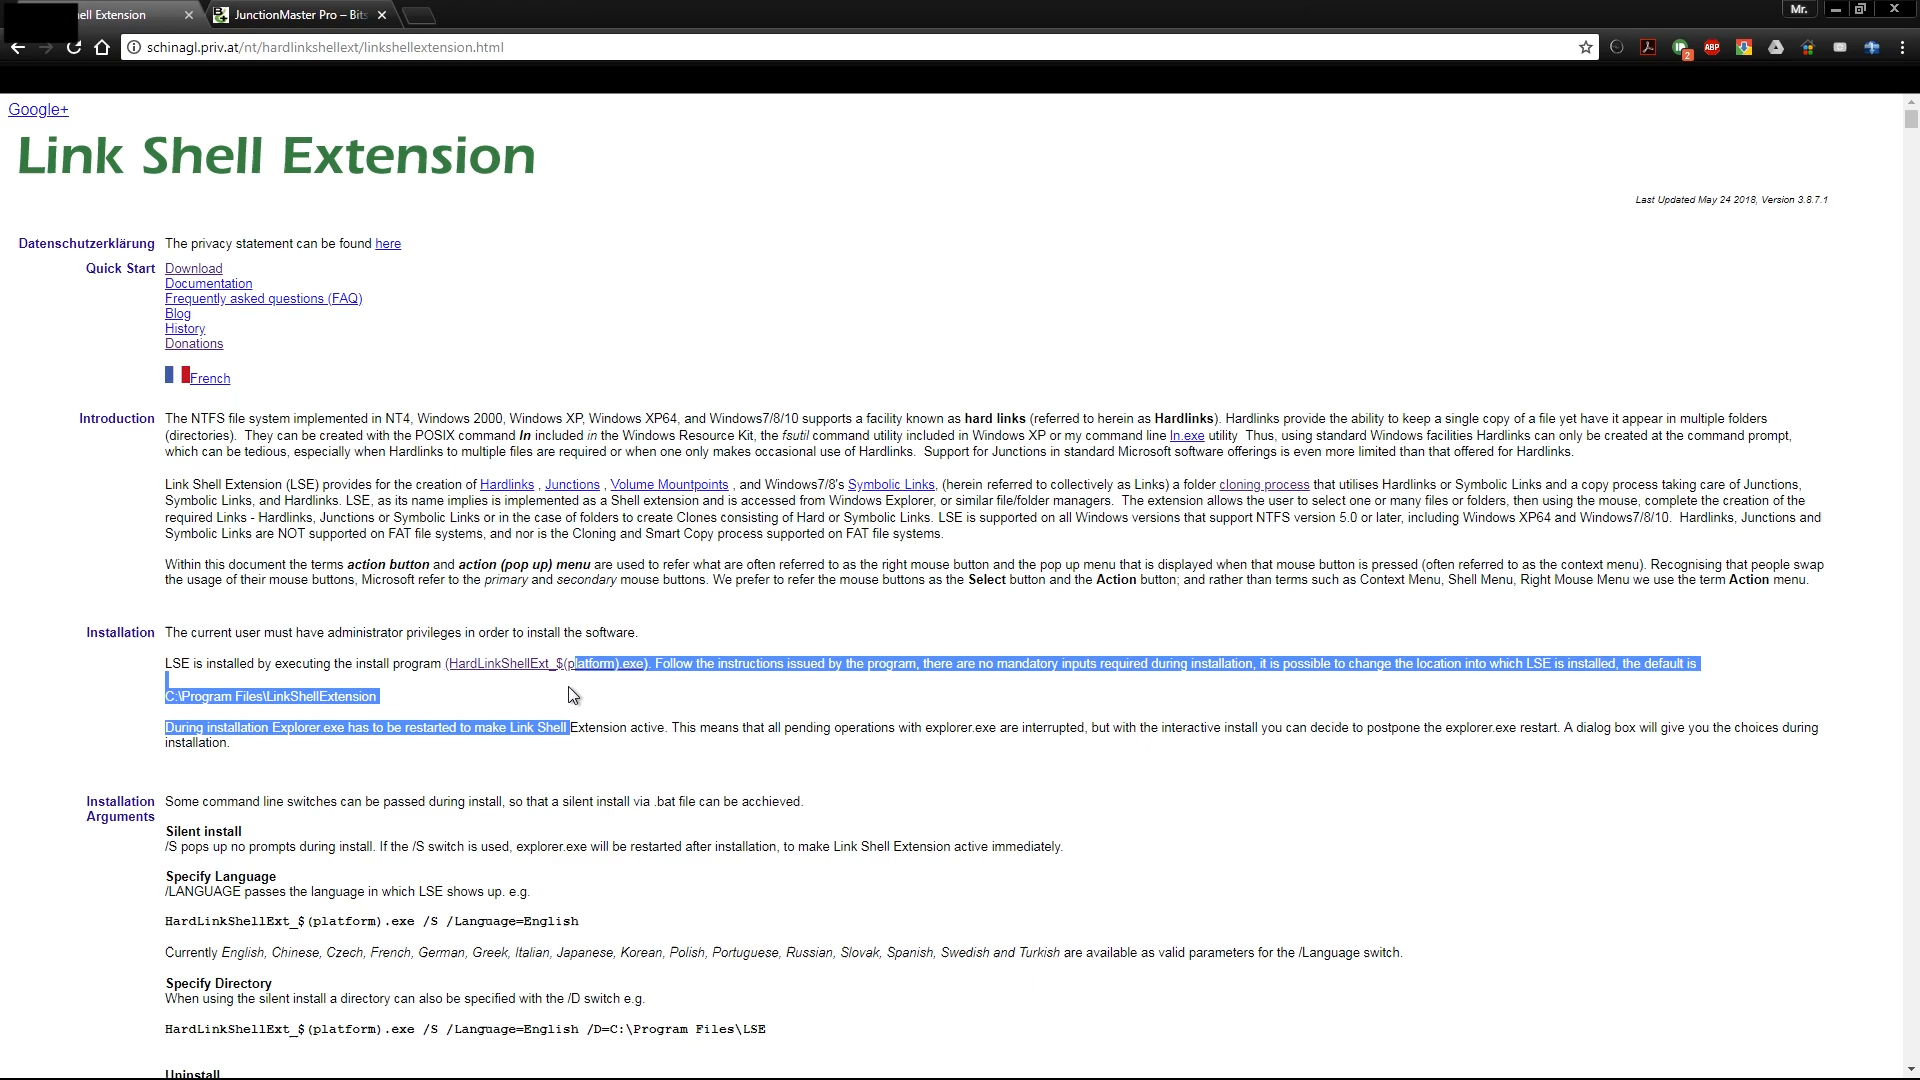 ell Extension
JunctionMaster Pro – Bits
Mr.
schinagl.priv.at/nt/hardlinkshellext/linkshellextension.html
2
ABP
Google+
Link Shell Extension
Last Updated May 24 2018, Version 3.8.7.1
Datenschutzerklärung The privacy statement can be found here
Quick Start Download
Documentation
Frequently asked questions (FAQ)
Blog
History
Donations
French
Introduction The NTFS file system implemented in NT4, Windows 2000, Windows XP, Windows XP64, and Windows7/8/10 supports a facility known as hard links (referred to herein as Hardlinks). Hardlinks provide the ability to keep a single copy of a file yet have it appear in multiple folders
(directories). They can be created with the POSIX command ln included in the Windows Resource Kit, the fsutil command utility included in Windows XP or my command line ln.exe utility Thus, using standard Windows facilities Hardlinks can only be created at the command prompt,
which can be tedious, especially when Hardlinks to multiple files are required or when one only makes occasional use of Hardlinks. Support for Junctions in standard Microsoft software offerings is even more limited than that offered for Hardlinks.
Link Shell Extension (LSE) provides for the creation of Hardlinks , Junctions , Volume Mountpoints , and Windows7/8's Symbolic Links, (herein referred to collectively as Links) a folder cloning process that utilises Hardlinks or Symbolic Links and a copy process taking care of Junctions,
Symbolic Links, and Hardlinks. LSE, as its name implies is implemented as a Shell extension and is accessed from Windows Explorer, or similar file/folder managers. The extension allows the user to select one or many files or folders, then using the mouse, complete the creation of the
required Links - Hardlinks, Junctions or Symbolic Links or in the case of folders to create Clones consisting of Hard or Symbolic Links. LSE is supported on all Windows versions that support NTFS version 5.0 or later, including Windows XP64 and Windows7/8/10. Hardlinks, Junctions and
Symbolic Links are NOT supported on FAT file systems, and nor is the Cloning and Smart Copy process supported on FAT file systems.
Within this document the terms action button and action (pop up) menu are used to refer what are often referred to as the right mouse button and the pop up menu that is displayed when that mouse button is pressed (often referred to as the context menu). Recognising that people swap
the usage of their mouse buttons, Microsoft refer to the primary and secondary mouse buttons. We prefer to refer the mouse buttons as the Select button and the Action button; and rather than terms such as Context Menu, Shell Menu, Right Mouse Menu we use the term Action menu.
Installation The current user must have administrator privileges in order to install the software.
LSE is installed by executing the install program (HardLinkShellExt_$(platform).exe). Follow the instructions issued by the program, there are no mandatory inputs required during installation, it is possible to change the location into which LSE is installed, the default is
C:\Program Files\LinkShellExtension
During installation Explorer.exe has to be restarted to make Link Shell Extension active. This means that all pending operations with explorer.exe are interrupted, but with the interactive install you can decide to postpone the explorer.exe restart. A dialog box will give you the choices during
installation.
Installation Some command line switches can be passed during install, so that a silent install via .bat file can be acchieved.
Arguments
Silent install
/S pops up no prompts during install. If the /S switch is used, explorer.exe will be restarted after installation, to make Link Shell Extension active immediately.
Specify Language
/LANGUAGE passes the language in which LSE shows up. e.g.
HardLinkShellExt_$(platform).exe /S /Language=English
Currently English, Chinese, Czech, French, German, Greek, Italian, Japanese, Korean, Polish, Portuguese, Russian, Slovak, Spanish, Swedish and Turkish are available as valid parameters for the /Language switch.
Specify Directory
When using the silent install a directory can also be specified with the /D switch e.g.
HardLinkShellExt_$(platform).exe /S /Language=English /D=C:\Program Files\LSE
Uninstall